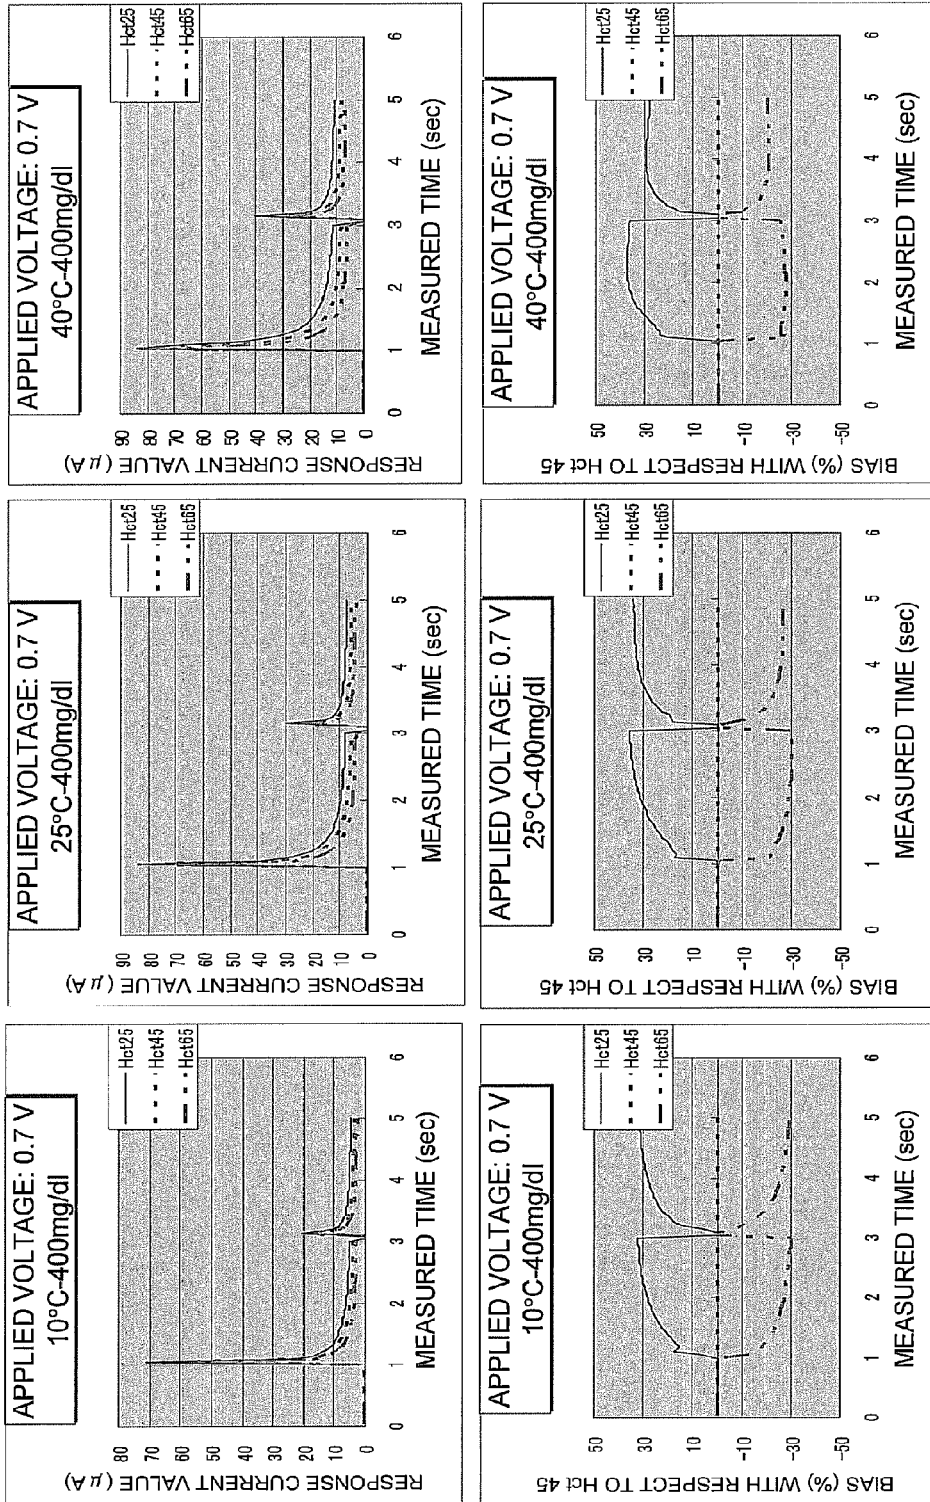 APPLIED VOLTAGE: 0.7 V
10°C-400mg/dl
RESPONSE CURRENT VALUE (μA)
80
70
60
50
40
30
20
10
0
0
1
2
3
4
5
6
MEASURED TIME (sec)
Hct25
Hct45
Hct65
APPLIED VOLTAGE: 0.7 V
10°C-400mg/dl
BIAS (%) WITH RESPECT TO Hct 45
50
30
10
-10
-30
-50
0
1
2
3
4
5
6
MEASURED TIME (sec)
Hct25
Hct45
Hct65
APPLIED VOLTAGE: 0.7 V
25°C-400mg/dl
RESPONSE CURRENT VALUE (μA)
90
80
70
60
50
40
30
20
10
0
0
1
2
3
4
5
6
MEASURED TIME (sec)
Hct25
Hct45
Hct65
APPLIED VOLTAGE: 0.7 V
25°C-400mg/dl
BIAS (%) WITH RESPECT TO Hct 45
50
30
10
-10
-30
-50
0
1
2
3
4
5
6
MEASURED TIME (sec)
Hct25
Hct45
Hct65
APPLIED VOLTAGE: 0.7 V
40°C-400mg/dl
RESPONSE CURRENT VALUE (μA)
90
80
70
60
50
40
30
20
10
0
0
1
2
3
4
5
6
MEASURED TIME (sec)
Hct25
Hct45
Hct65
APPLIED VOLTAGE: 0.7 V
40°C-400mg/dl
BIAS (%) WITH RESPECT TO Hct 45
50
30
10
-10
-30
-50
0
1
2
3
4
5
6
MEASURED TIME (sec)
Hct25
Hct45
Hct65